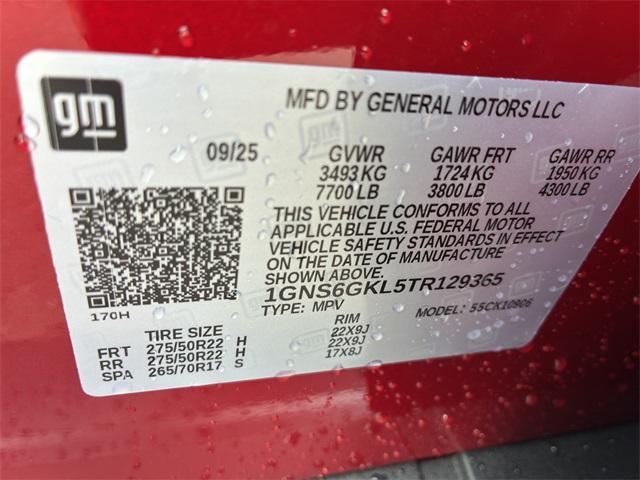 gm
MFD BY GENERAL MOTORS LLC
09/25 GVWR GAWR FRT GAWR RR
3493 KG 1724 KG 1950 KG
7700 LB 3800 LB 4300 LB
THIS VEHICLE CONFORMS TO ALL
APPLICABLE U.S. FEDERAL MOTOR
VEHICLE SAFETY STANDARDS IN EFFECT
ON THE DATE OF MANUFACTURE
SHOWN ABOVE.
1GNS6GKL5TR129365
170H TYPE: MPV MODEL: 55CK10906
TIRE SIZE RIM
FRT 275/50R22 H 22X9J
RR 275/50R22 H 22X9J
SPA 265/70R17 S 17X8J